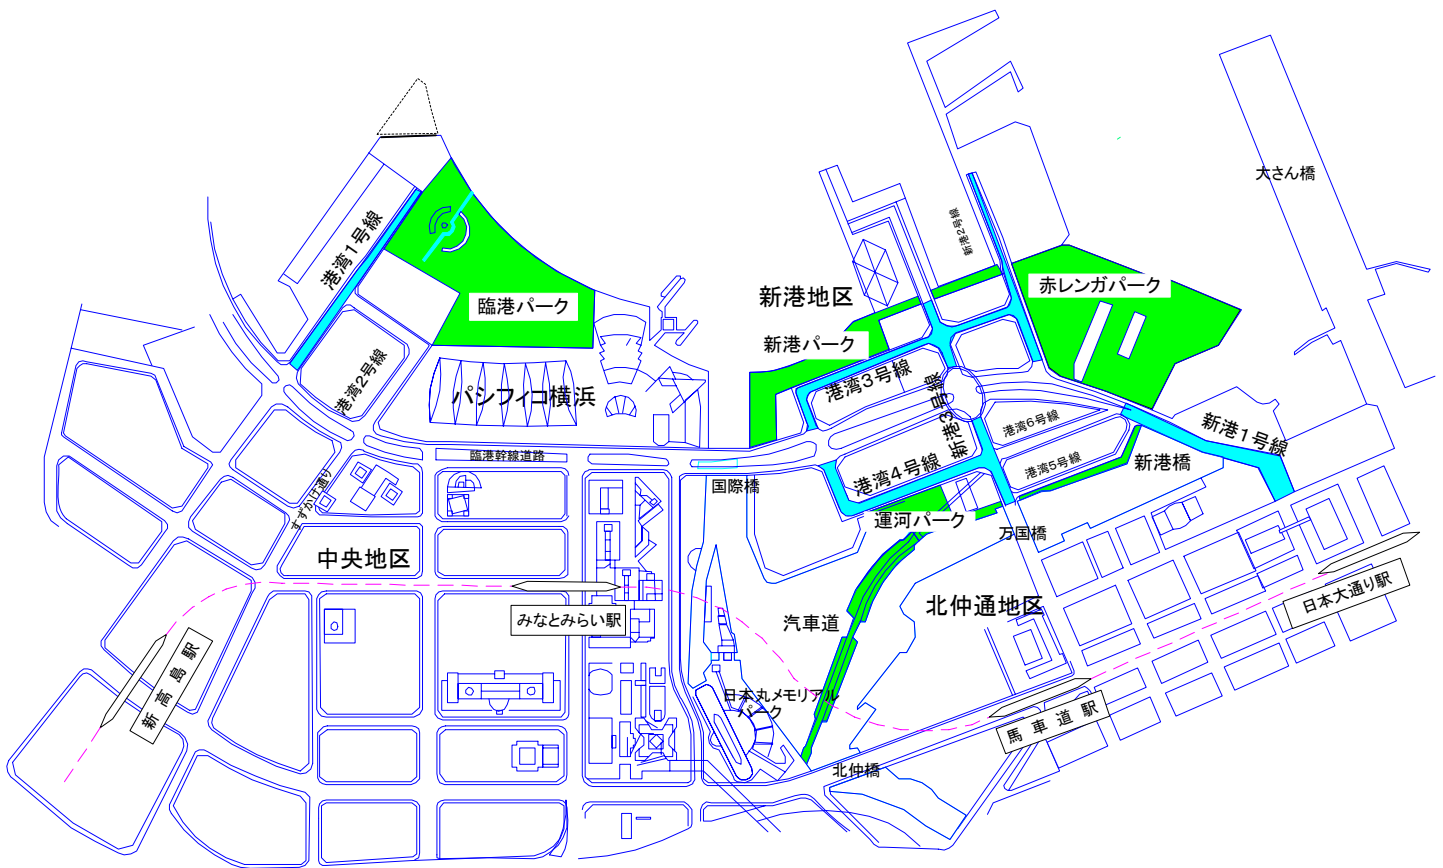 大さん橋
港湾1号線
新港2号線
新港地区
赤レンガパーク
臨港パーク
新港パーク
港湾2号線
パシフィコ横浜
港湾3号線
新港3号線
港湾6号線
新港1号線
臨港幹線道路
港湾4号線
港湾5号線
新港橋
国際橋
すずかけ通り
運河パーク
万国橋
中央地区
みなとみらい駅
汽車道
北仲通地区
日本大通り駅
新高島駅
日本丸メモリアル
パーク
馬車道駅
北仲橋